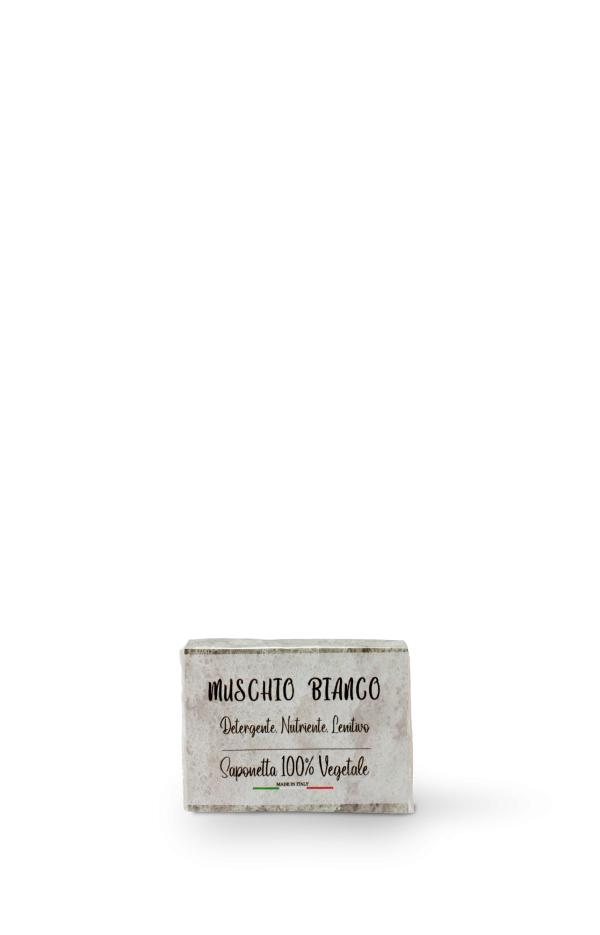 MUSCHIO BIANCO
Detergente, Nutriente, Lenitivo
Saponetta 100% Vegetale
MADE IN ITALY